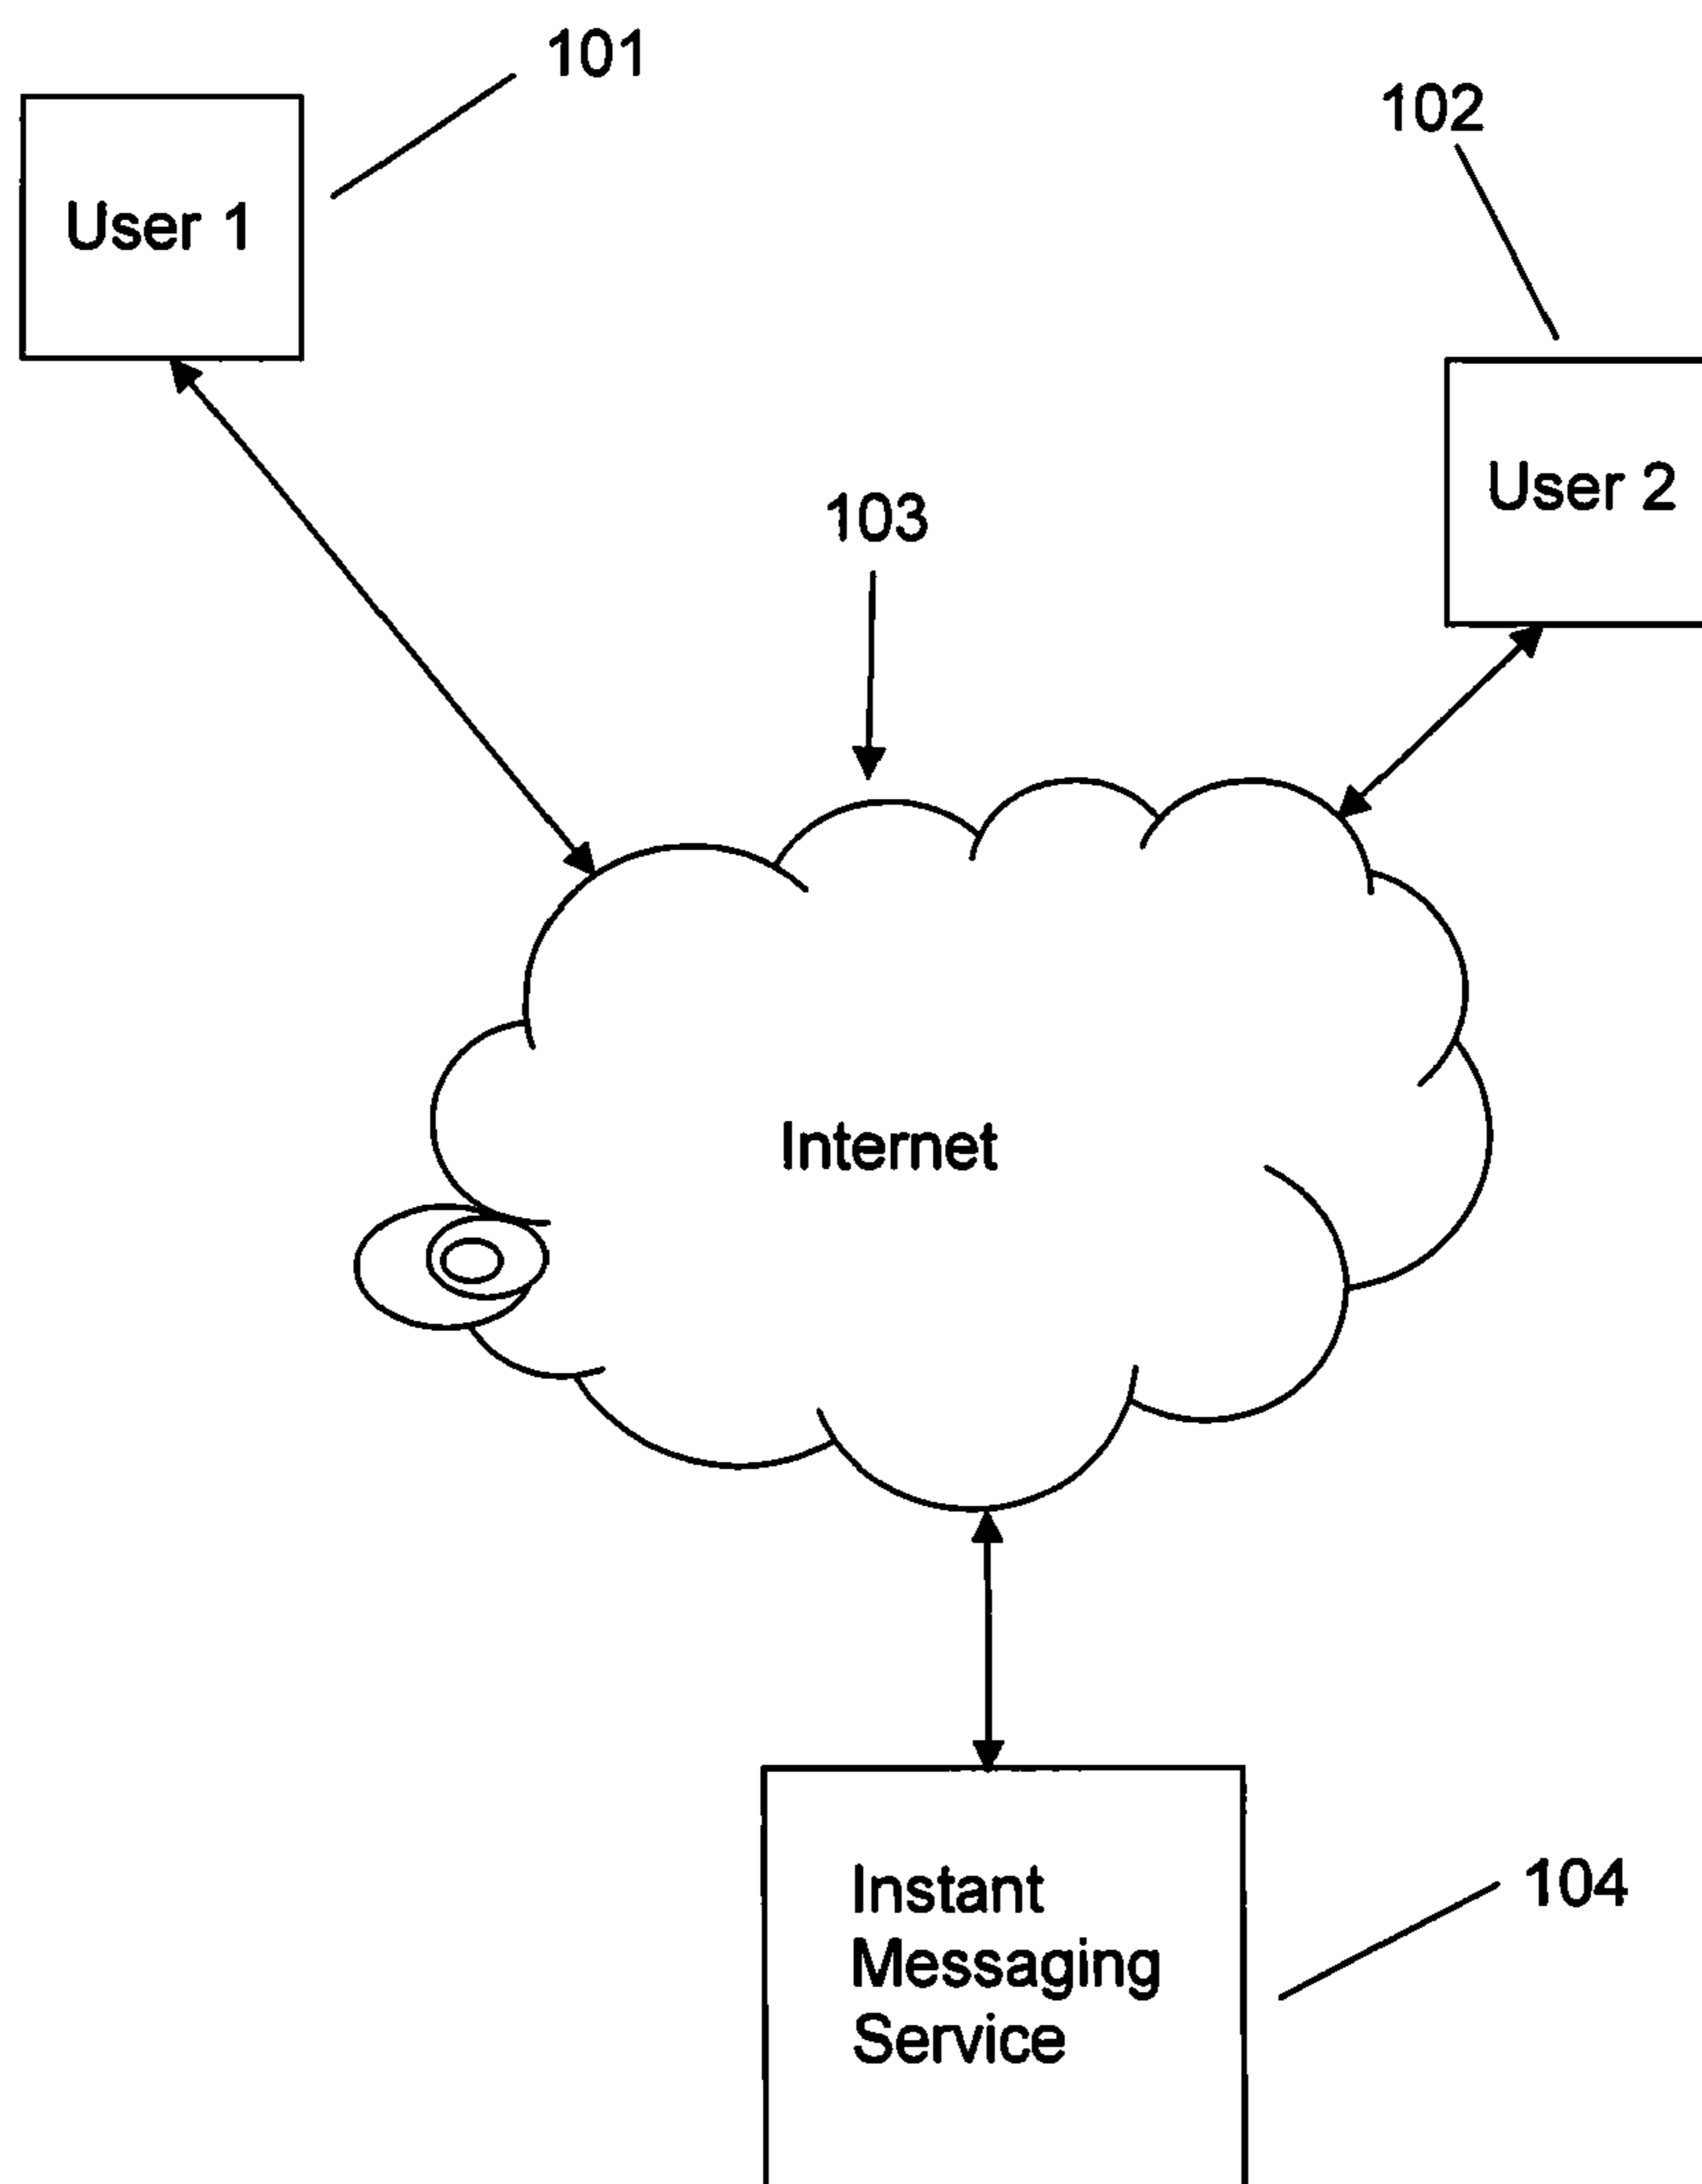 101
102
User 1
User 2
103
Internet
Instant
Messaging
Service
104